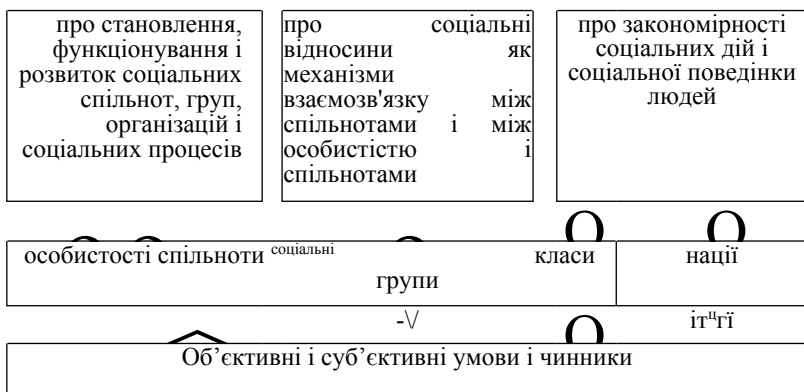 про становлення,
функціонування і
розвиток соціальних
спільнот, груп,
організацій і
соціальних процесів
про соціальні
відносини як
механізми
взаємозв'язку між
спільнотами і між
особистістю і
спільнотами
про закономірності
соціальних дій і
соціальної поведінки
людей
О О
особистості спільноти соціальні класи нації
групи
-\/ О ітцгї
Об’єктивні і суб’єктивні умови і чинники